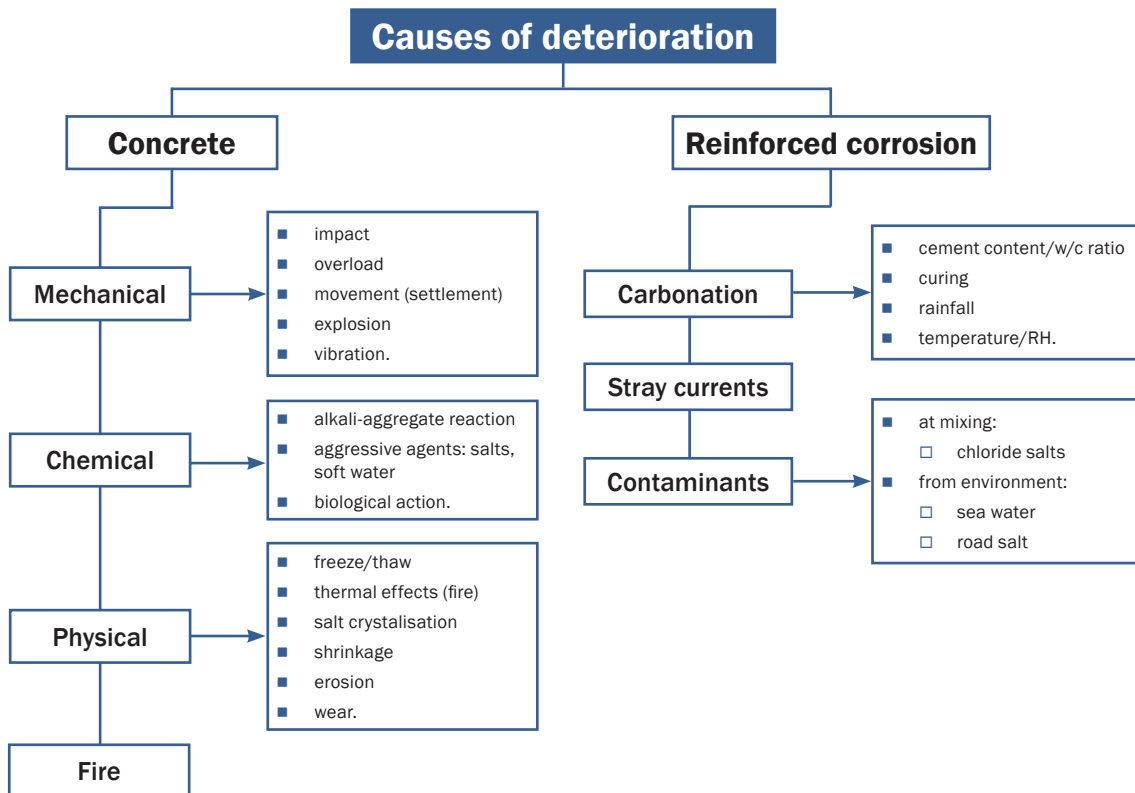 Causes of deterioration
Concrete
Reinforced corrosion
Mechanical
impact
overload
movement (settlement)
explosion
vibration.
Chemical
alkali-aggregate reaction
aggressive agents: salts,
soft water
biological action.
Physical
freeze/thaw
thermal effects (fire)
salt crystalisation
shrinkage
erosion
wear.
Fire
Carbonation
cement content/w/c ratio
curing
rainfall
temperature/RH.
Stray currents
Contaminants
at mixing:
chloride salts
from environment:
sea water
road salt